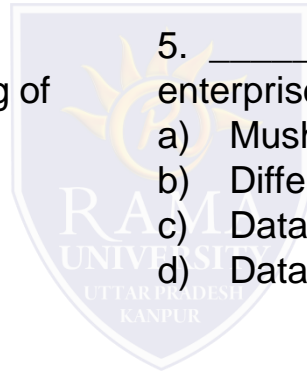 g of
5. ______
enterprise
a) Mush
b) Diffe
c) Data
d) Data
RAMA
UNIVERSITY
UTTAR PRADESH
KANPUR